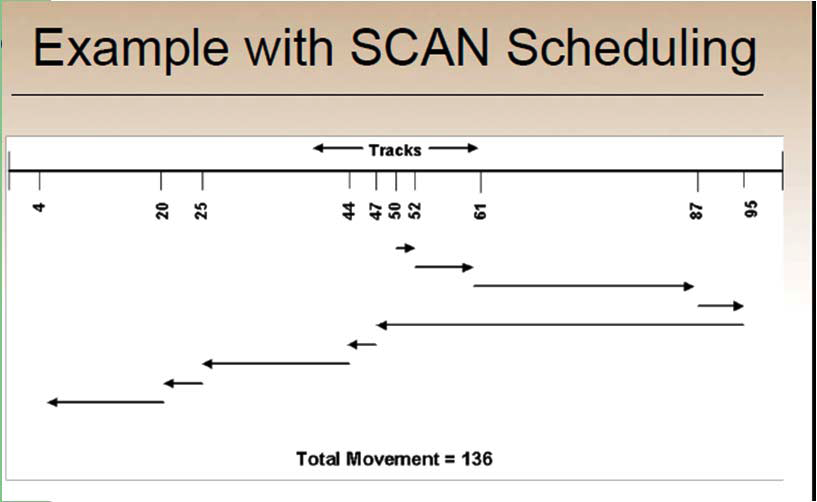 Example with SCAN Scheduling
Tracks
4 20 25 44 47 50 52 61 87 95
Total Movement = 136